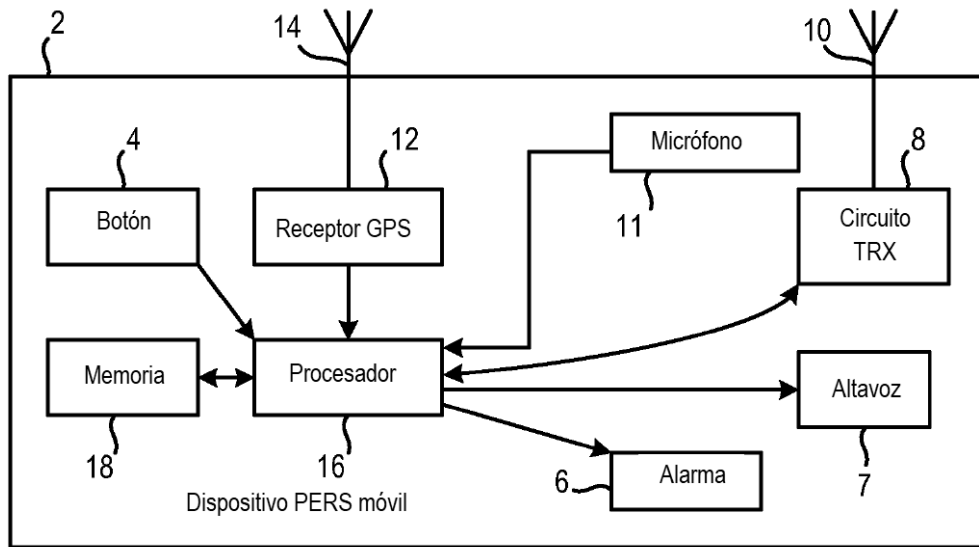 2
14
10
4
12
Micrófono
8
Botón
Receptor GPS
11
Circuito
TRX
Memoria
Procesador
Altavoz
18
16
6
Alarma
7
Dispositivo PERS móvil